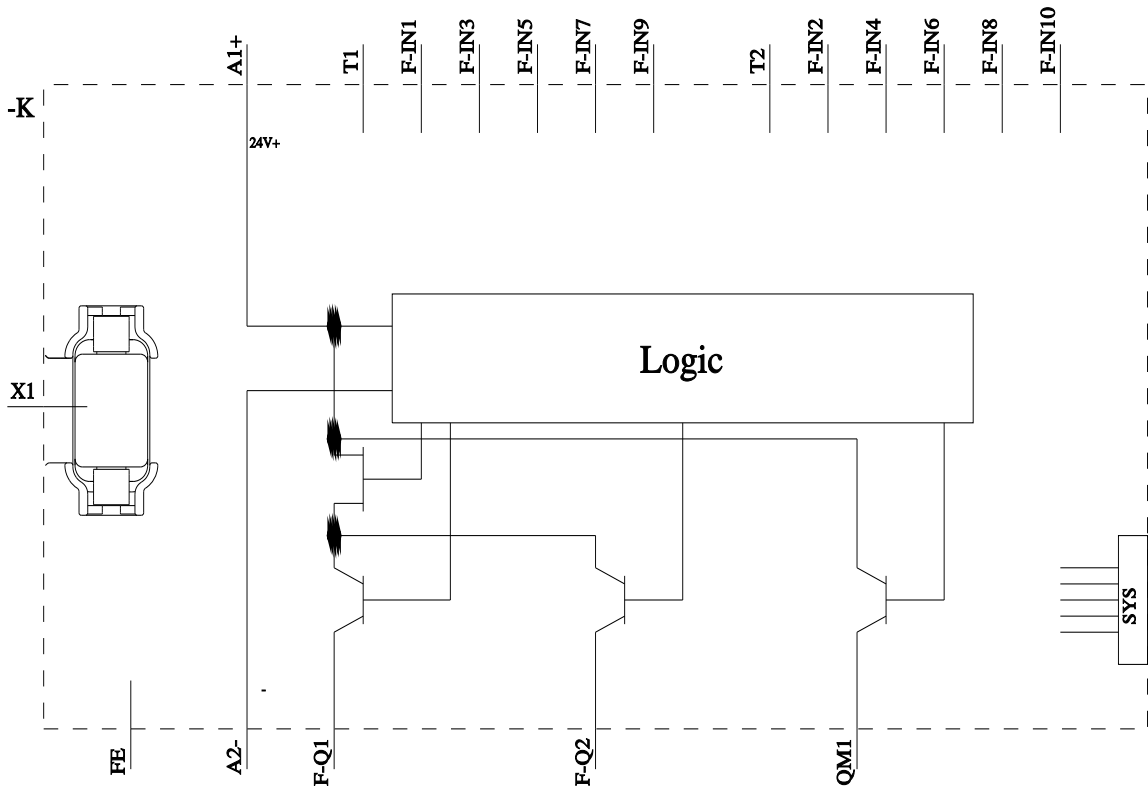 A1+
T1
F-IN1
F-IN3
F-IN5
F-IN7
F-IN9
T2
F-IN2
F-IN4
F-IN6
F-IN8
F-IN10
-K
24V+
Logic
X1
SYS
-
FE
A2-
F-Q1
F-Q2
QM1